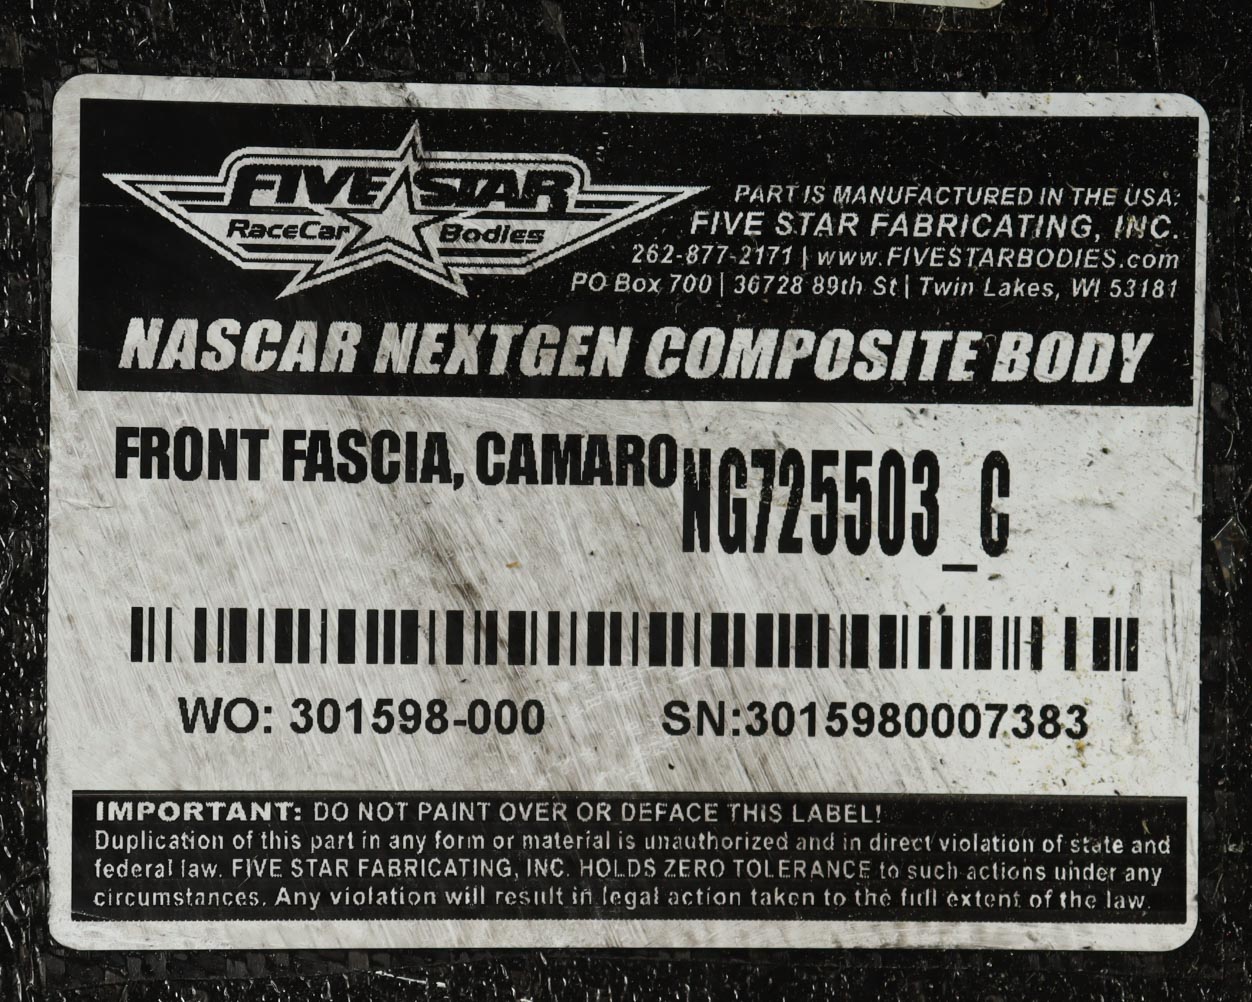 FIVE STAR
RaceCar Bodies
PART IS MANUFACTURED IN THE USA:
FIVE STAR FABRICATING, INC.
262-877-2171 | www.FIVESTARBODIES.com
PO Box 700 | 36728 89th St | Twin Lakes, WI 53181
NASCAR NEXTGEN COMPOSITE BODY
FRONT FASCIA, CAMARO NG725503_C
WO: 301598-000 SN:3015980007383
IMPORTANT: DO NOT PAINT OVER OR DEFACE THIS LABEL!
Duplication of this part in any form or material is unauthorized and in direct violation of state and
federal law. FIVE STAR FABRICATING, INC. HOLDS ZERO TOLERANCE to such actions under any
circumstances. Any violation will result in legal action taken to the full extent of the law.